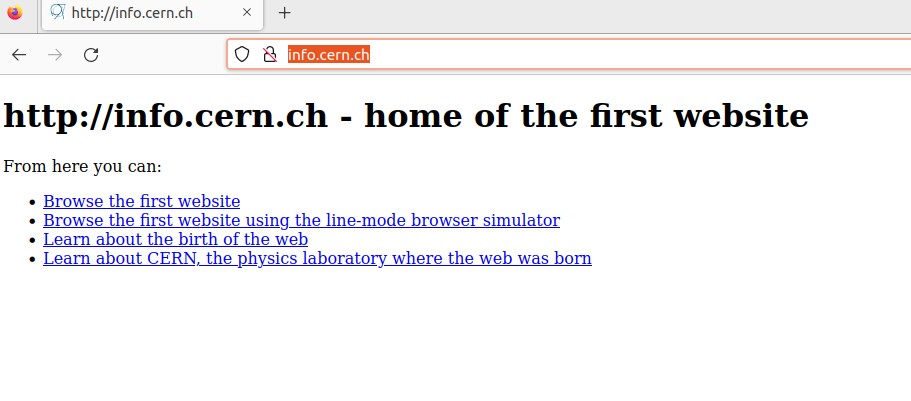 http://info.cern.ch
info.cern.ch
http://info.cern.ch - home of the first website
From here you can:
Browse the first website
Browse the first website using the line-mode browser simulator
Learn about the birth of the web
Learn about CERN, the physics laboratory where the web was born